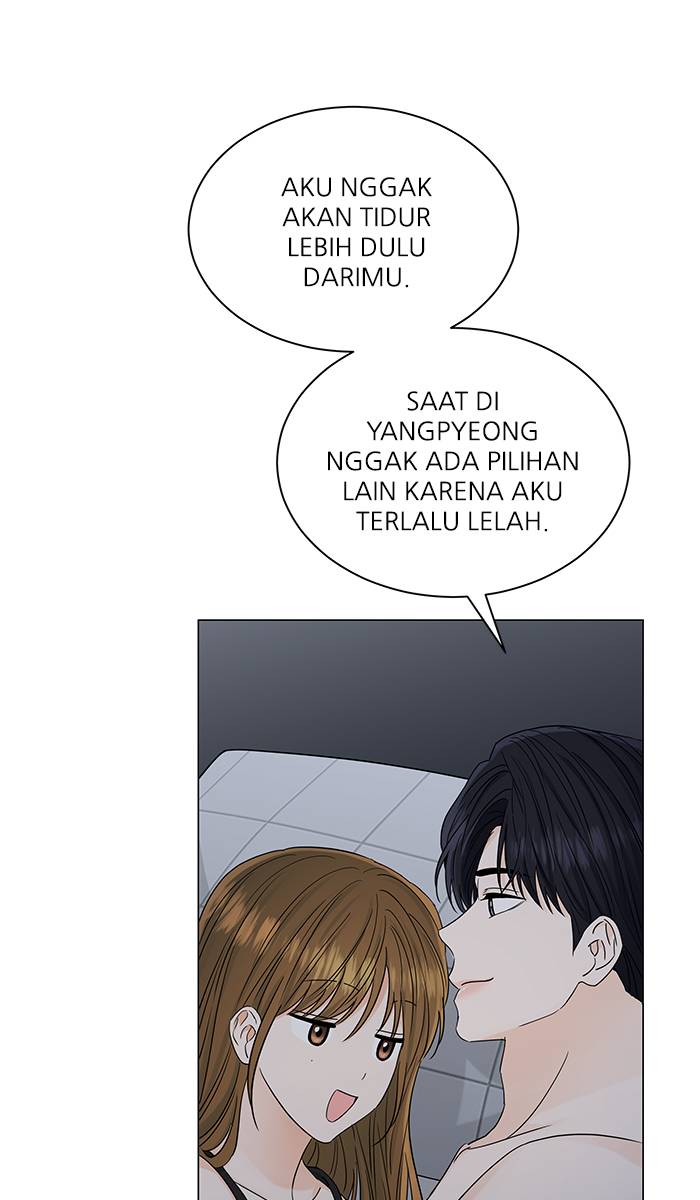 AKU NGGAK
AKAN TIDUR
LEBIH DULU
DARIMU.
SAAT DI
YANGPYEONG
NGGAK ADA PILIHAN
LAIN KARENA AKU
TERLALU LELAH.